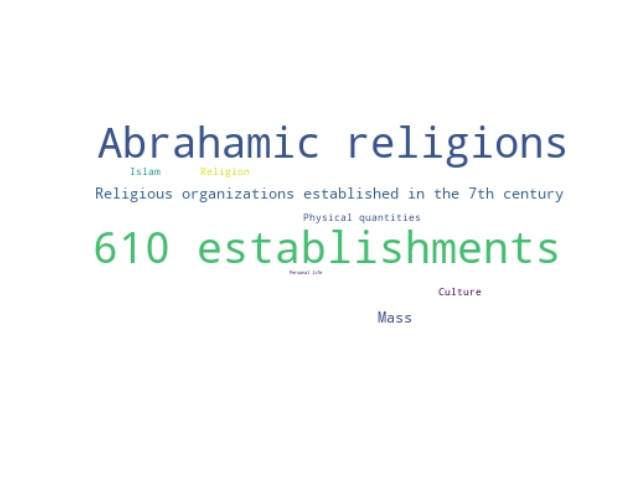 Abrahamic religions
Islam Religion
Religious organizations established in the 7th century
Physical quantities
610 establishments
Personal life
Culture
Mass